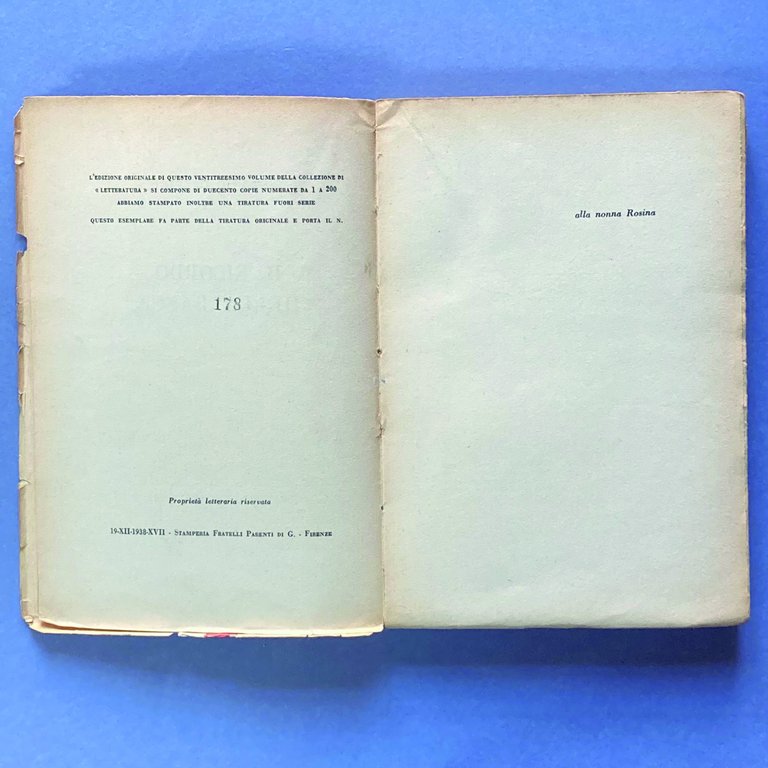 L'EDIZIONE ORIGINALE DI QUESTO VENTITREESIMO VOLUME DELLA COLLEZIONE DI
« LETTERATURA » SI COMPONE DI DUECENTO COPIE NUMERATE DA 1 A 200
ABBIAMO STAMPATO INOLTRE UNA TIRATURA FUORI SERIE
QUESTO ESEMPLARE FA PARTE DELLA TIRATURA ORIGINALE E PORTA IL N.
178
Proprietà letteraria riservata
19-XII-1938-XVII - STAMPERIA FRATELLI PARENTI DI G. - FIRENZE
alla nonna Rosina